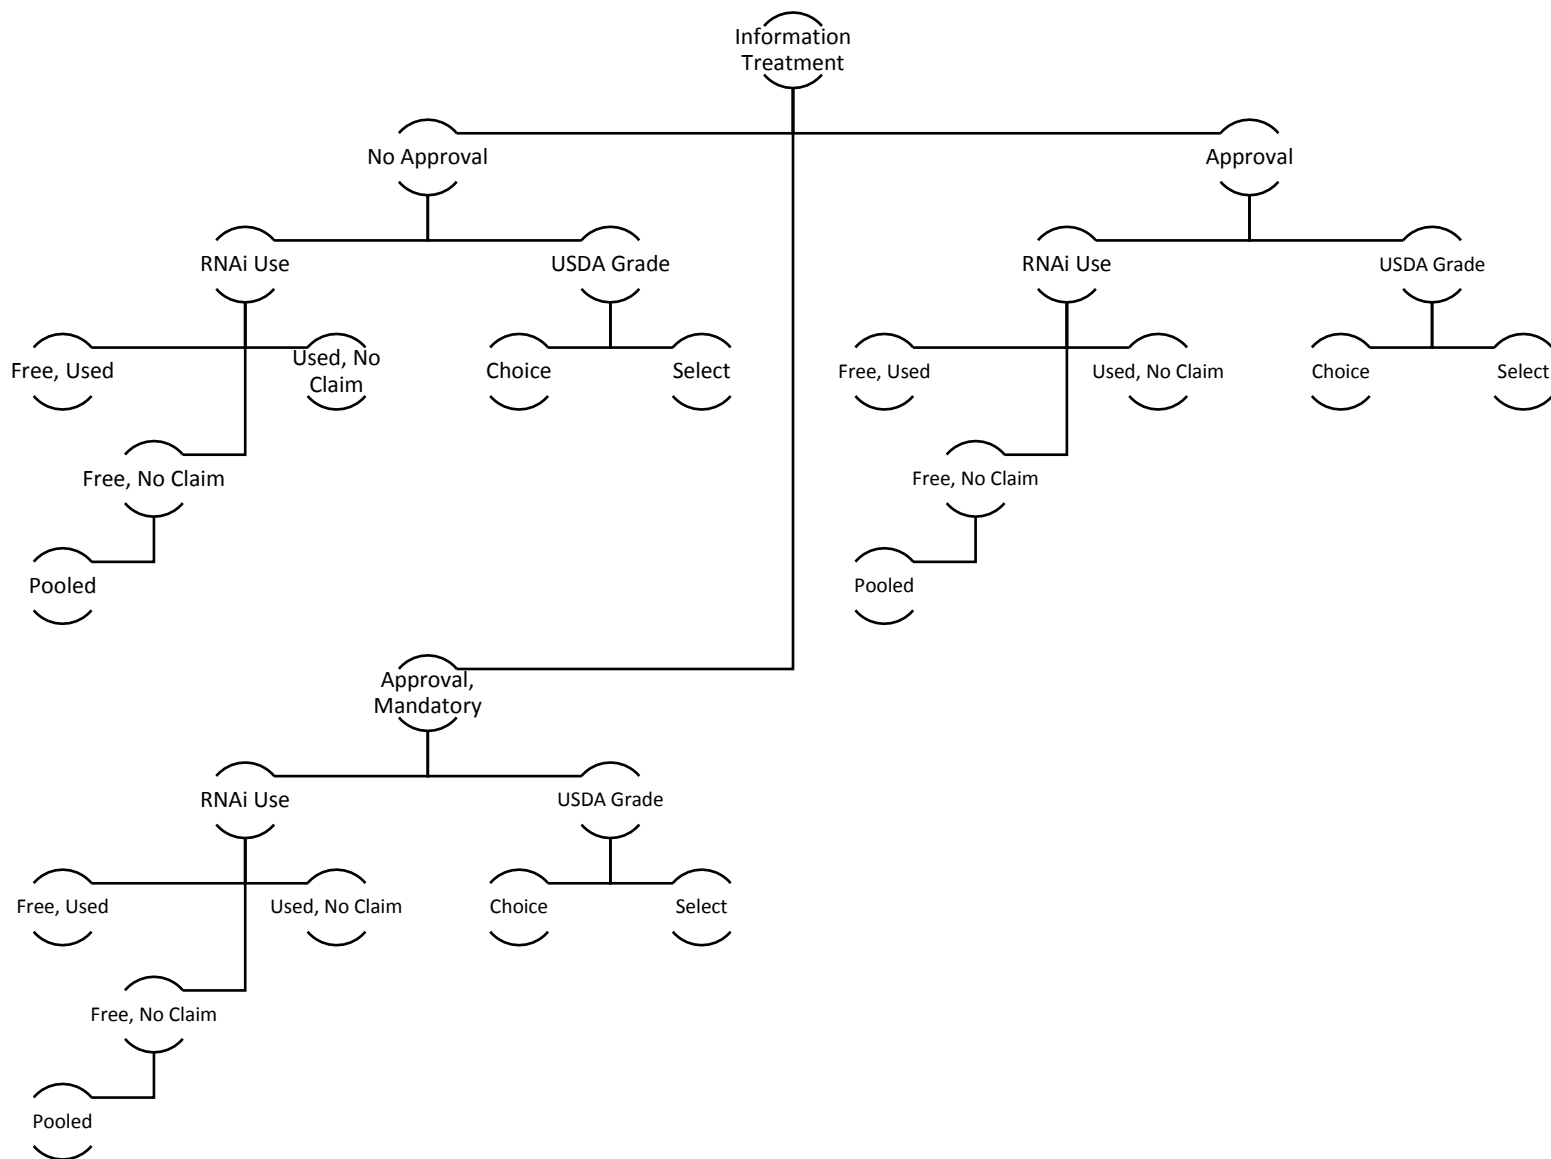 Information
Treatment
No Approval
Approval
RNAi Use
USDA Grade
RNAi Use
USDA Grade
Free, Used
Used, No
Claim
Choice
Select
Free, Used
Used, No Claim
Choice
Select
Free, No Claim
Free, No Claim
Pooled
Pooled
Approval,
Mandatory
RNAi Use
USDA Grade
Free, Used
Used, No Claim
Choice
Select
Free, No Claim
Pooled